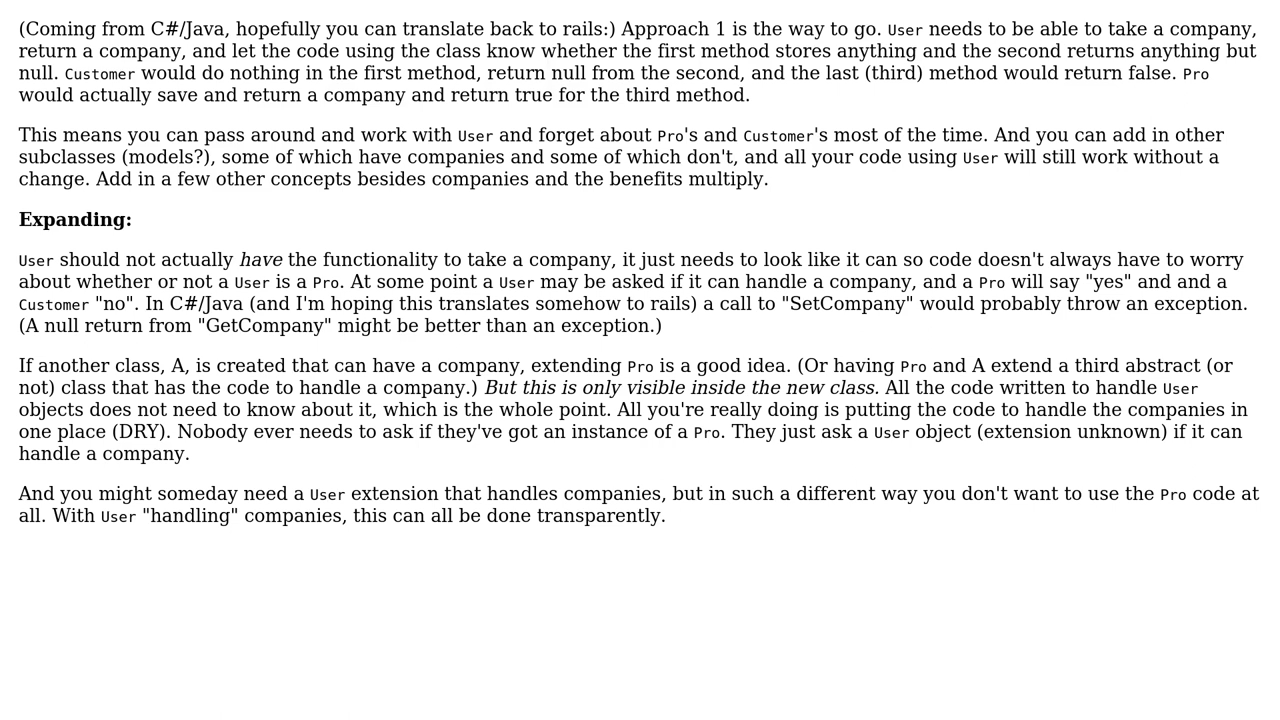 (Coming from C#/Java, hopefully you can translate back to rails:) Approach 1 is the way to go. User needs to be able to take a company,
return a company, and let the code using the class know whether the first method stores anything and the second returns anything but
null. Customer would do nothing in the first method, return null from the second, and the last (third) method would return false. Pro
would actually save and return a company and return true for the third method.
This means you can pass around and work with User and forget about Pro's and Customer's most of the time. And you can add in other
subclasses (models?), some of which have companies and some of which don't, and all your code using User will still work without a
change. Add in a few other concepts besides companies and the benefits multiply.
Expanding:
User should not actually have the functionality to take a company, it just needs to look like it can so code doesn't always have to worry
about whether or not a User is a Pro. At some point a User may be asked if it can handle a company, and a Pro will say "yes" and and a
Customer "no". In C#/Java (and I'm hoping this translates somehow to rails) a call to "SetCompany" would probably throw an exception.
(A null return from "GetCompany" might be better than an exception.)
If another class, A, is created that can have a company, extending Pro is a good idea. (Or having Pro and A extend a third abstract (or
not) class that has the code to handle a company.) But this is only visible inside the new class. All the code written to handle User
objects does not need to know about it, which is the whole point. All you're really doing is putting the code to handle the companies in
one place (DRY). Nobody ever needs to ask if they've got an instance of a Pro. They just ask a User object (extension unknown) if it can
handle a company.
And you might someday need a User extension that handles companies, but in such a different way you don't want to use the Pro code at
all. With User "handling" companies, this can all be done transparently.